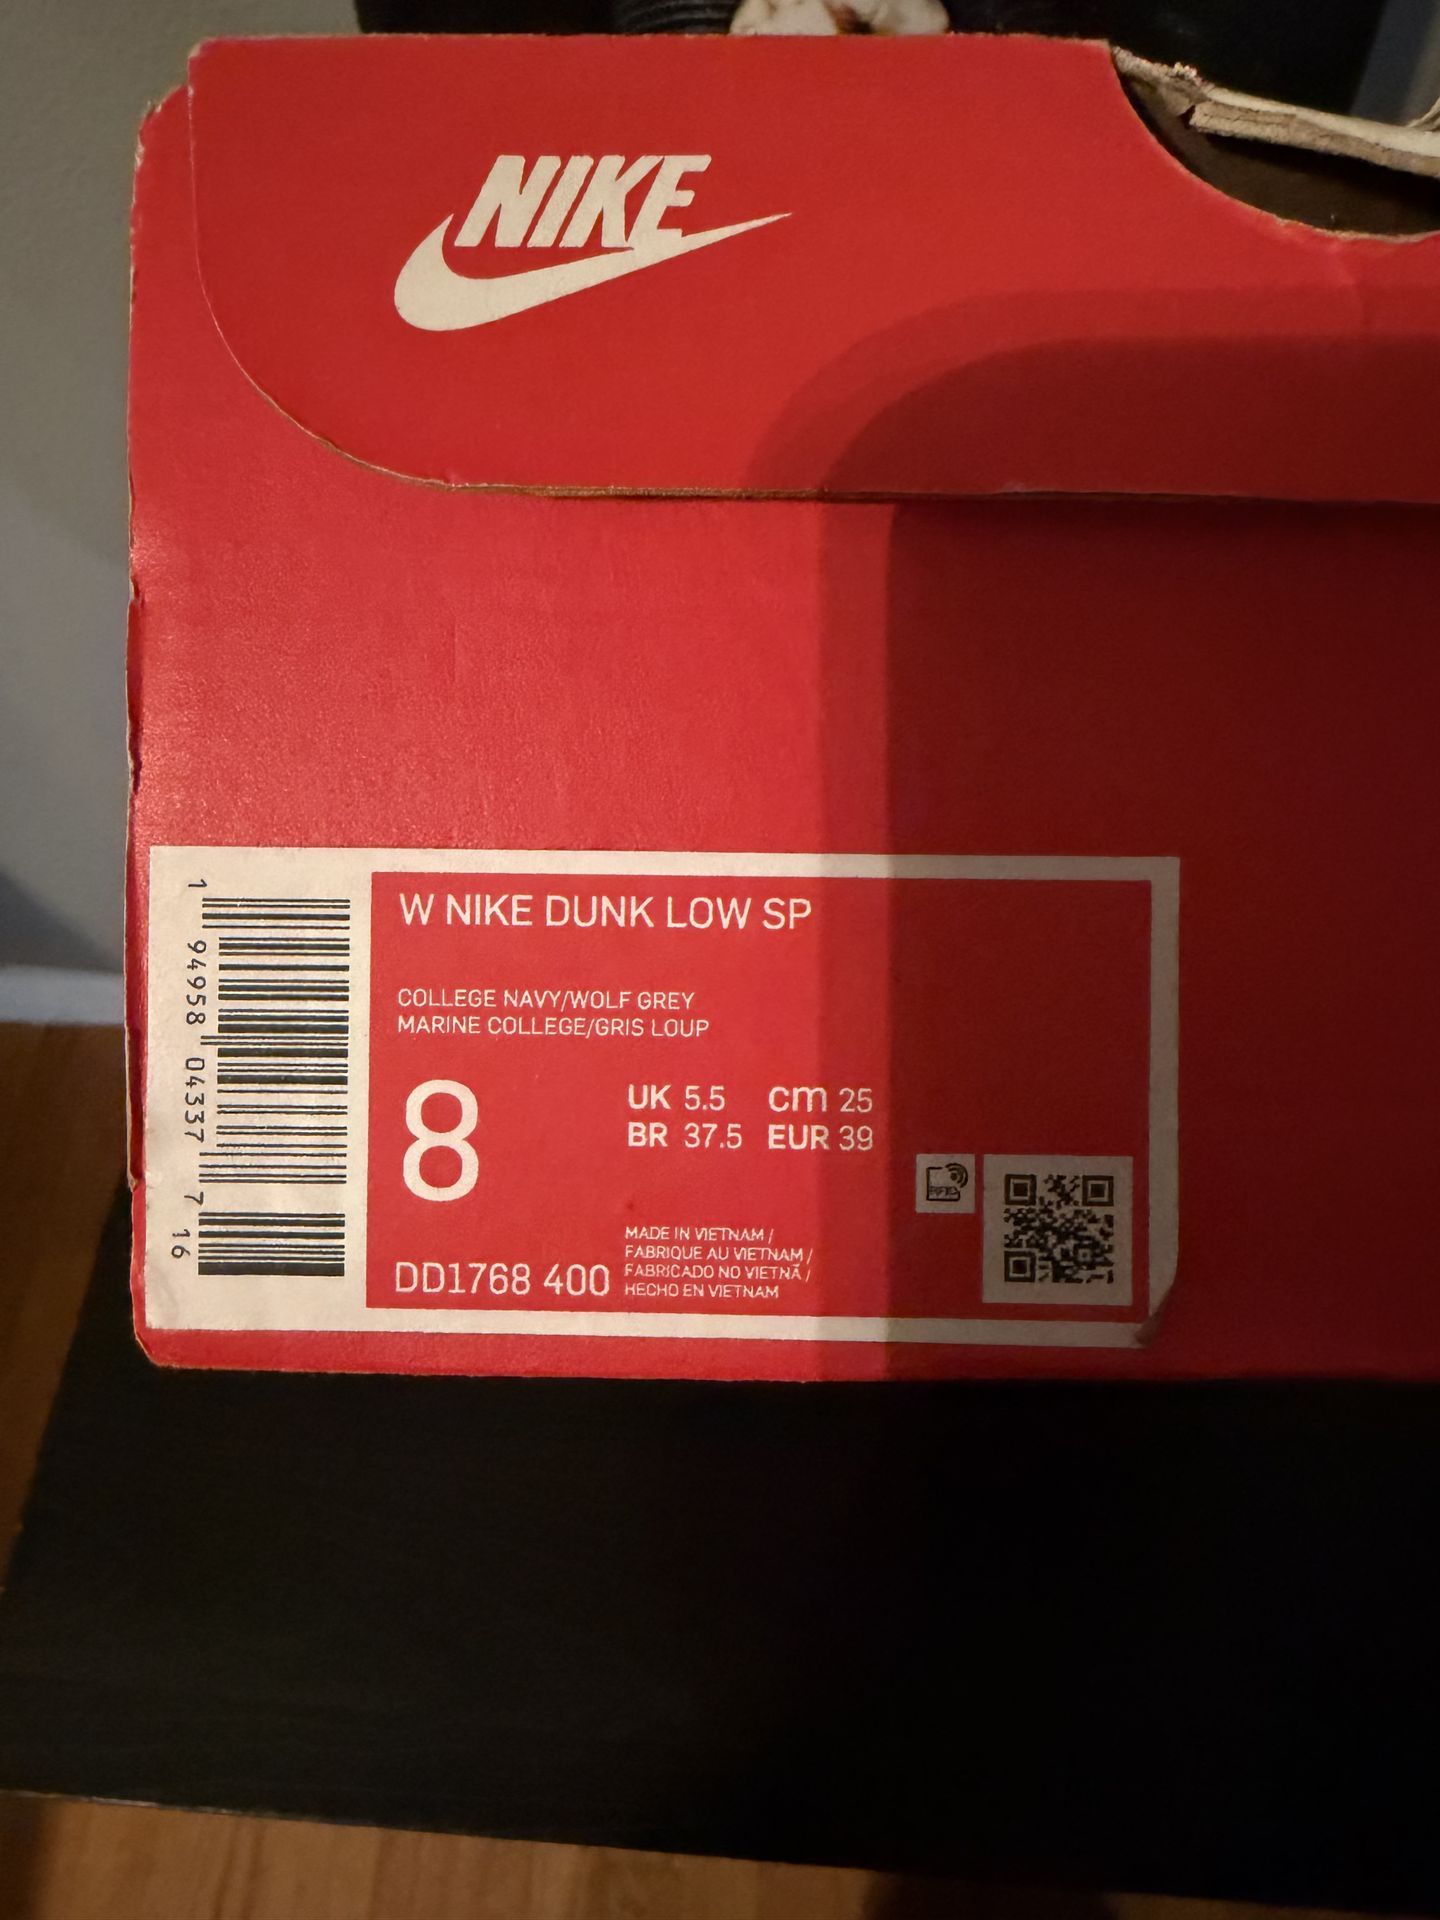 NIKE
W NIKE DUNK LOW SP
COLLEGE NAVY/WOLF GREY
MARINE COLLEGE/GRIS LOUP
8
UK 5.5 cm 25
BR 37.5 EUR 39
MADE IN VIETNAM /
FABRIQUE AU VIETNAM /
FABRICADO NO VIETNÃ /
HECHO EN VIETNAM
DD1768 400
1 94958 04337 7 16